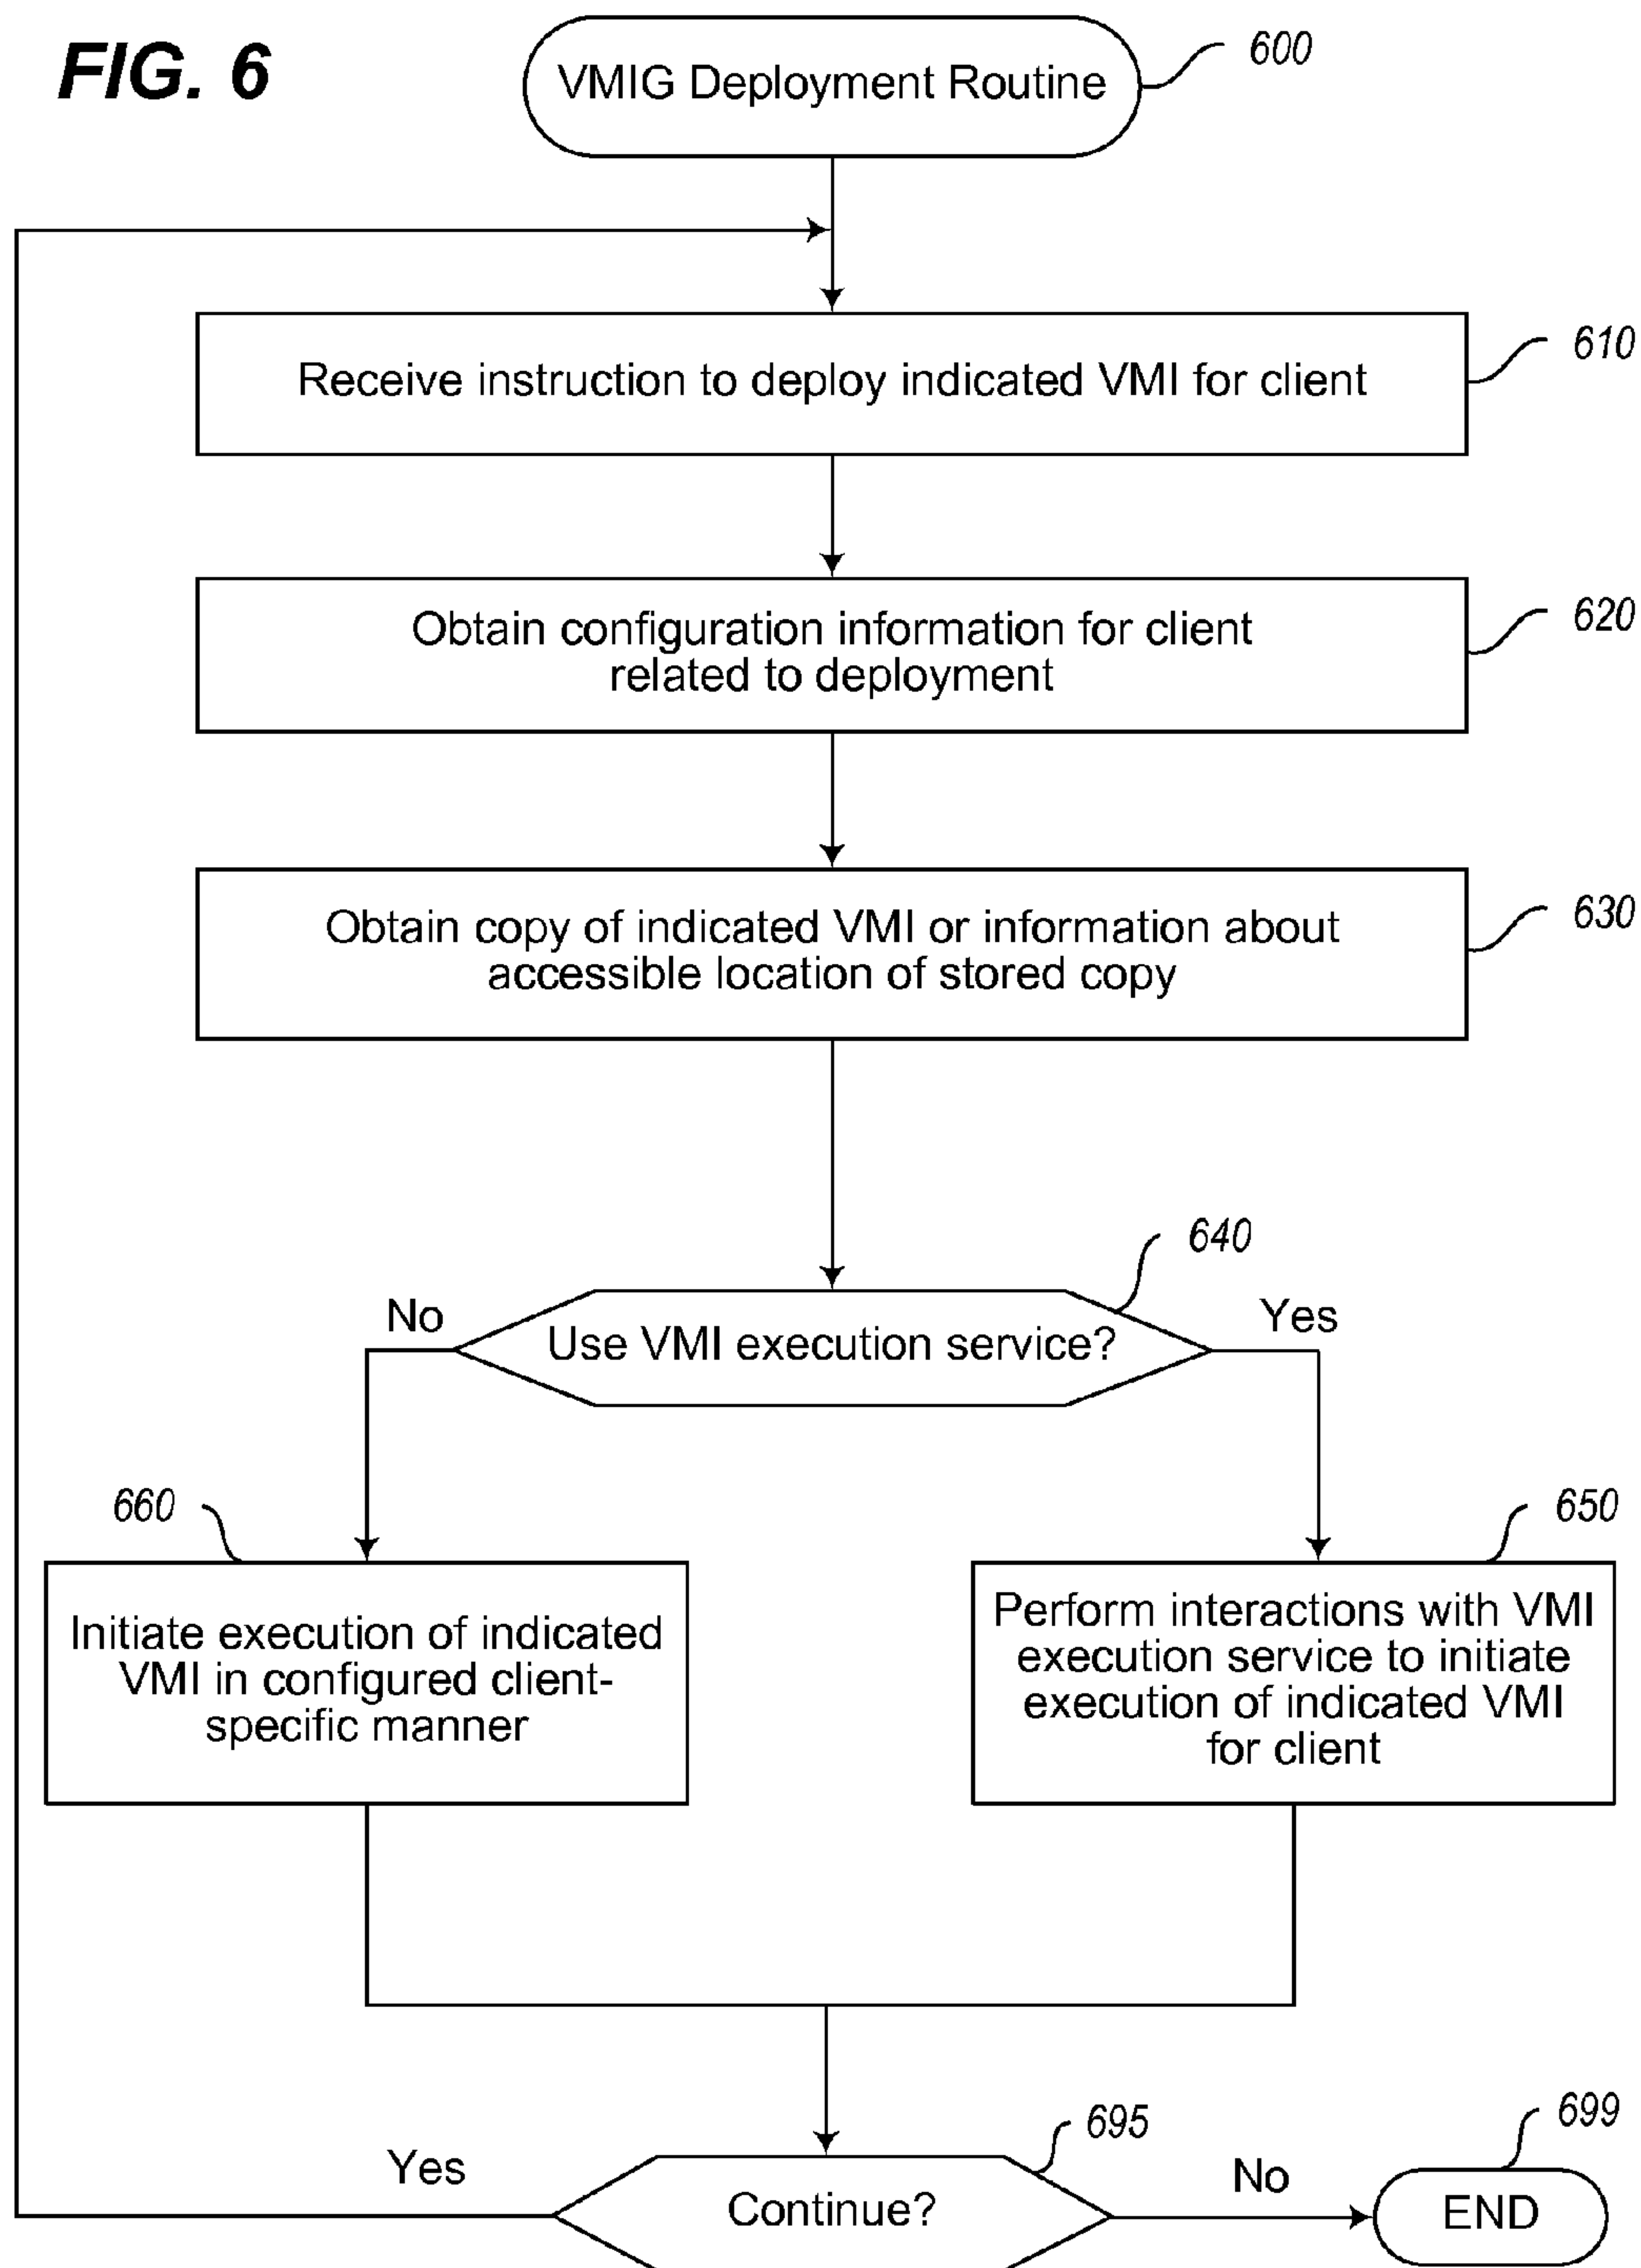 FIG. 6
VMIG Deployment Routine
600
Receive instruction to deploy indicated VMI for client
610
Obtain configuration information for client
related to deployment
620
Obtain copy of indicated VMI or information about
accessible location of stored copy
630
640
No
Use VMI execution service?
Yes
660
650
Initiate execution of indicated
VMI in configured client-
specific manner
Perform interactions with VMI
execution service to initiate
execution of indicated VMI
for client
695
699
Yes
Continue?
No
END